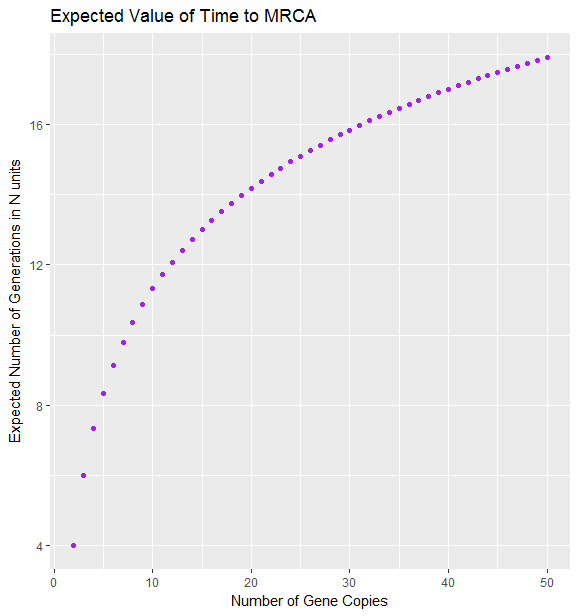 Expected Value of Time to MRCA
Expected Number of Generations in N units
16
12
8
4
0 10 20 30 40 50
Number of Gene Copies